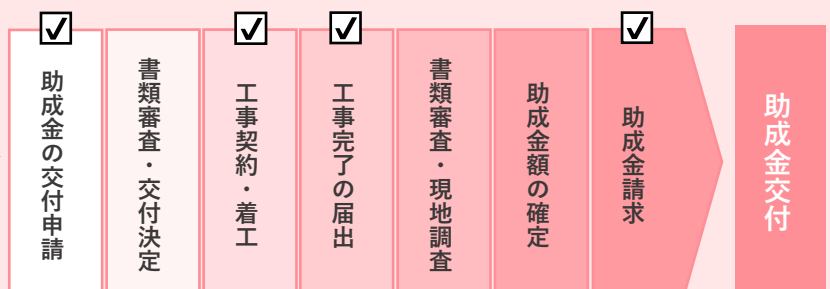 助成金の交付申請
書類審査・交付決定
工事契約・着工
工事完了の届出
書類審査・現地調査
助成金額の確定
助成金請求
助成金交付